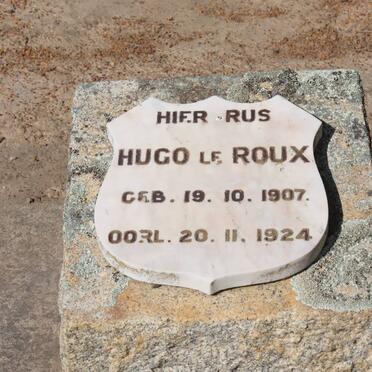 HIER RUS
HUGO LE ROUX
GEB. 19. 10. 1907.
OORL. 20. 11. 1924.